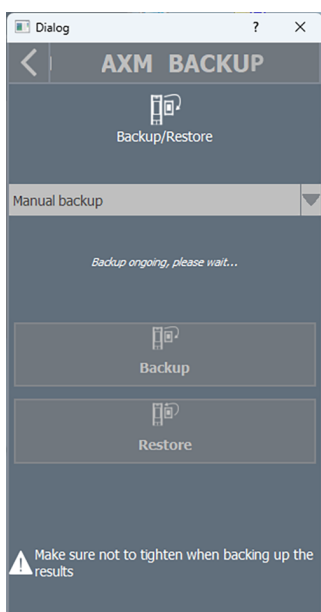 Dialog ?
AXM BACKUP
Backup/Restore
Manual backup
Backup ongoing, please wait...
Backup
Restore
Make sure not to tighten when backing up the
results